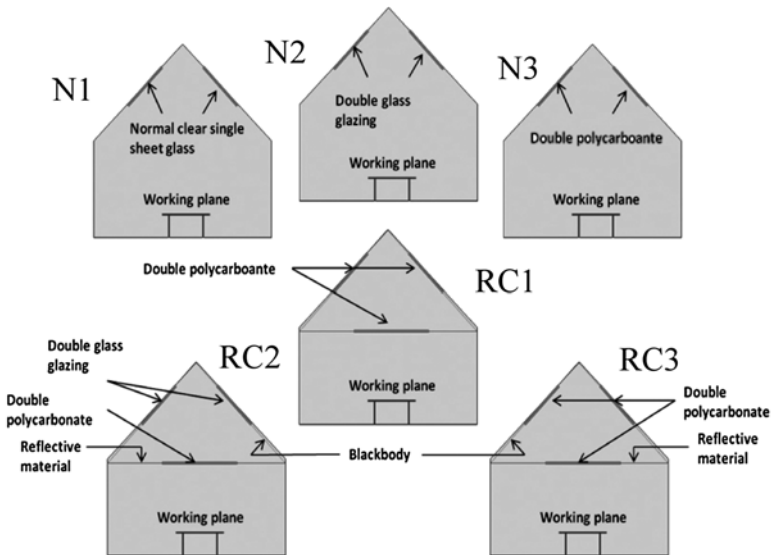 N1
N2
N3
Normal clear single
sheet glass
Double glass
glazing
Double polycarboante
Working plane
Working plane
Working plane
Double polycarboante
RC1
Working plane
Double glass
glazing
Double
polycarbonate
Reflective
material
RC2
Blackbody
RC3
Double
polycarbonate
Reflective
material
Working plane
Working plane